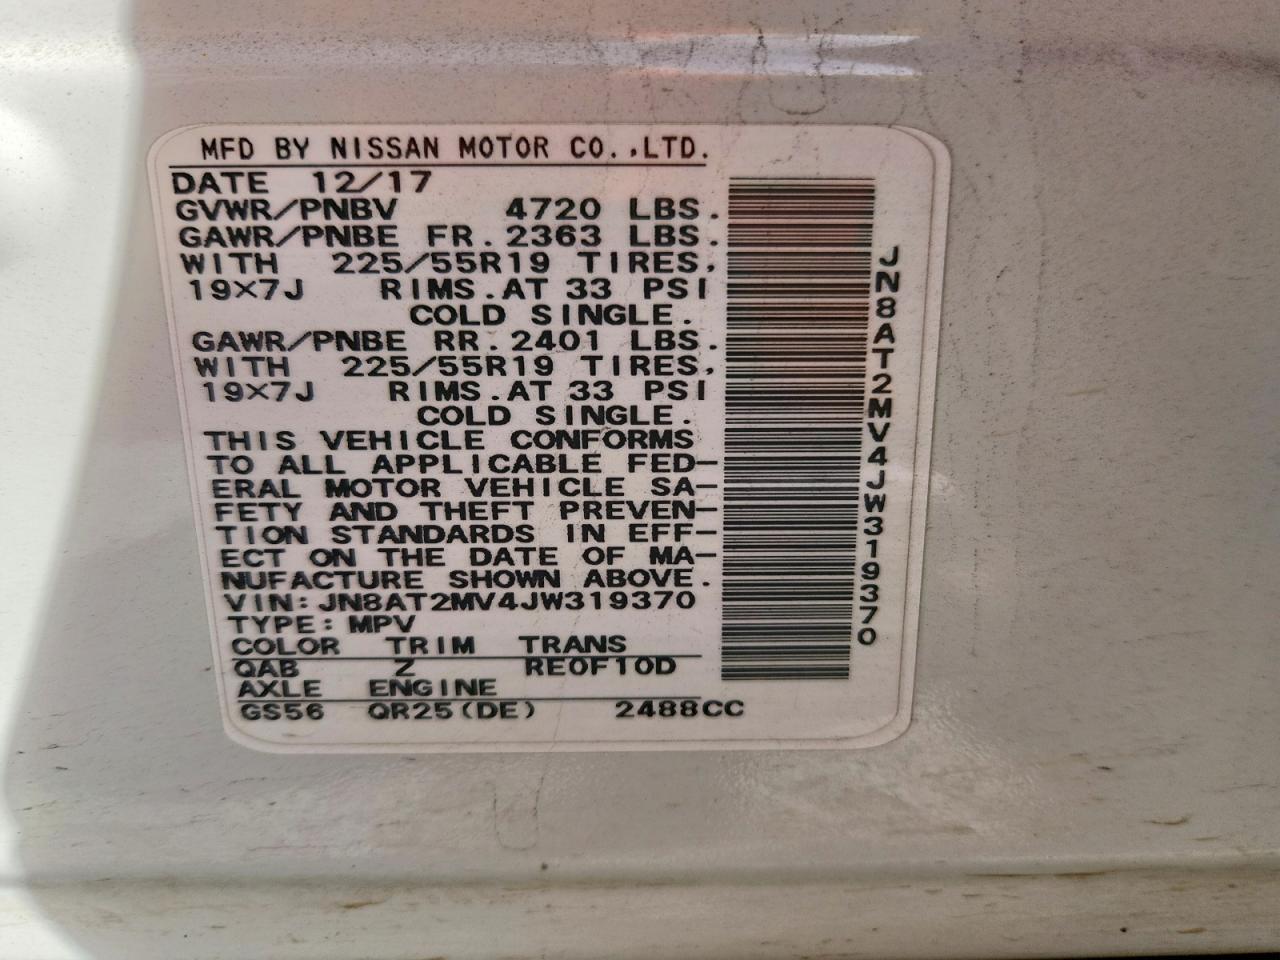 MFD BY NISSAN MOTOR CO.,LTD.
DATE 12/17
GVWR/PNBV 4720 LBS.
GAWR/PNBE FR. 2363 LBS.
WITH 225/55R19 TIRES,
19×7J RIMS.AT 33 PSI
COLD SINGLE.
GAWR/PNBE RR. 2401 LBS.
WITH 225/55R19 TIRES,
19×7J RIMS.AT 33 PSI
COLD SINGLE.
THIS VEHICLE CONFORMS
TO ALL APPLICABLE FED-
ERAL MOTOR VEHICLE SA-
FETY AND THEFT PREVEN-
TION STANDARDS IN EFF-
ECT ON THE DATE OF MA-
NUFACTURE SHOWN ABOVE.
VIN:JN8AT2MV4JW319370
TYPE: MPV
COLOR TRIM TRANS
QAB Z RE0F10D
AXLE ENGINE
GS56 QR25(DE) 2488CC
JN8AT2MV4JW319370